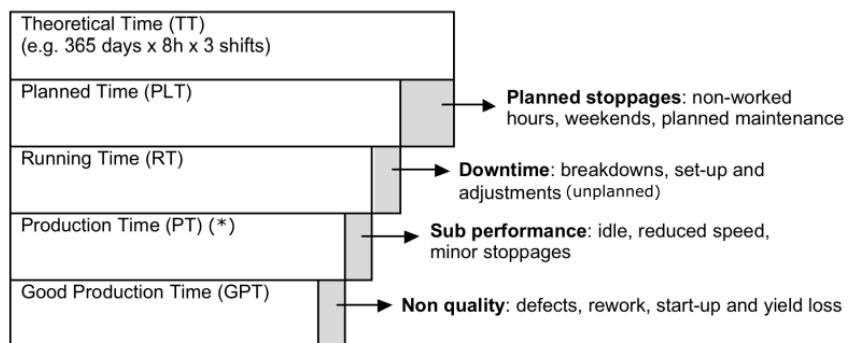 Theoretical Time (TT)
(e.g. 365 days x 8h x 3 shifts)
Planned Time (PLT)
Planned stoppages: non-worked
hours, weekends, planned maintenance
Running Time (RT)
Downtime: breakdowns, set-up and
adjustments (unplanned)
Production Time (PT) (*)
Sub performance: idle, reduced speed,
minor stoppages
Good Production Time (GPT)
Non quality: defects, rework, start-up and yield loss